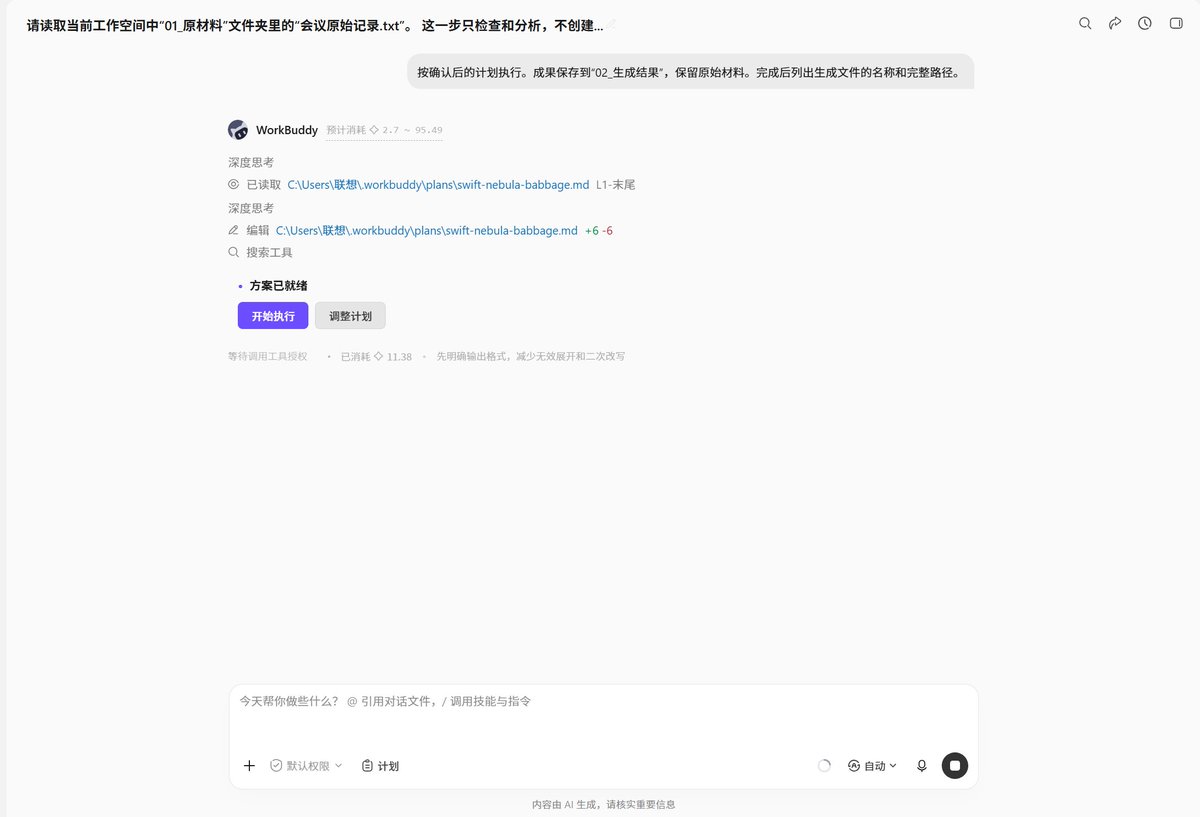 请读取当前工作空间中“01_原材料”文件夹里的“会议原始记录.txt”。 这一步只检查和分析，不创建...
按确认后的计划执行。成果保存到“02_生成结果”，保留原始材料。完成后列出生成文件的名称和完整路径。
WorkBuddy 预计消耗 2.7 ~ 95.49
深度思考
已读取 C:\Users\联想\.workbuddy\plans\swift-nebula-babbage.md L1-末尾
深度思考
编辑 C:\Users\联想\.workbuddy\plans\swift-nebula-babbage.md +6 -6
搜索工具
• 方案已就绪
开始执行 调整计划
等待调用工具授权 • 已消耗 11.38 • 先明确输出格式，减少无效展开和二次改写
今天帮你做些什么？ @ 引用对话文件，/ 调用技能与指令
默认权限 计划 自动
内容由 AI 生成，请核实重要信息